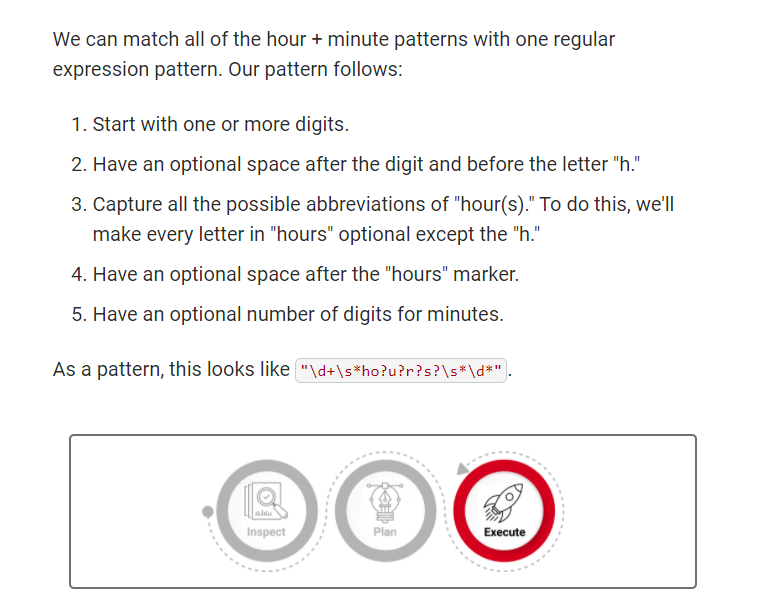 We can match all of the hour + minute patterns with one regular
expression pattern. Our pattern follows:
1. Start with one or more digits.
2. Have an optional space after the digit and before the letter "h."
3. Capture all the possible abbreviations of "hour(s)." To do this, we'll
make every letter in "hours" optional except the "h."
4. Have an optional space after the "hours" marker.
5. Have an optional number of digits for minutes.
As a pattern, this looks like "\d+\s*ho?u?r?s?\s*\d*".
Inspect
Plan
Execute